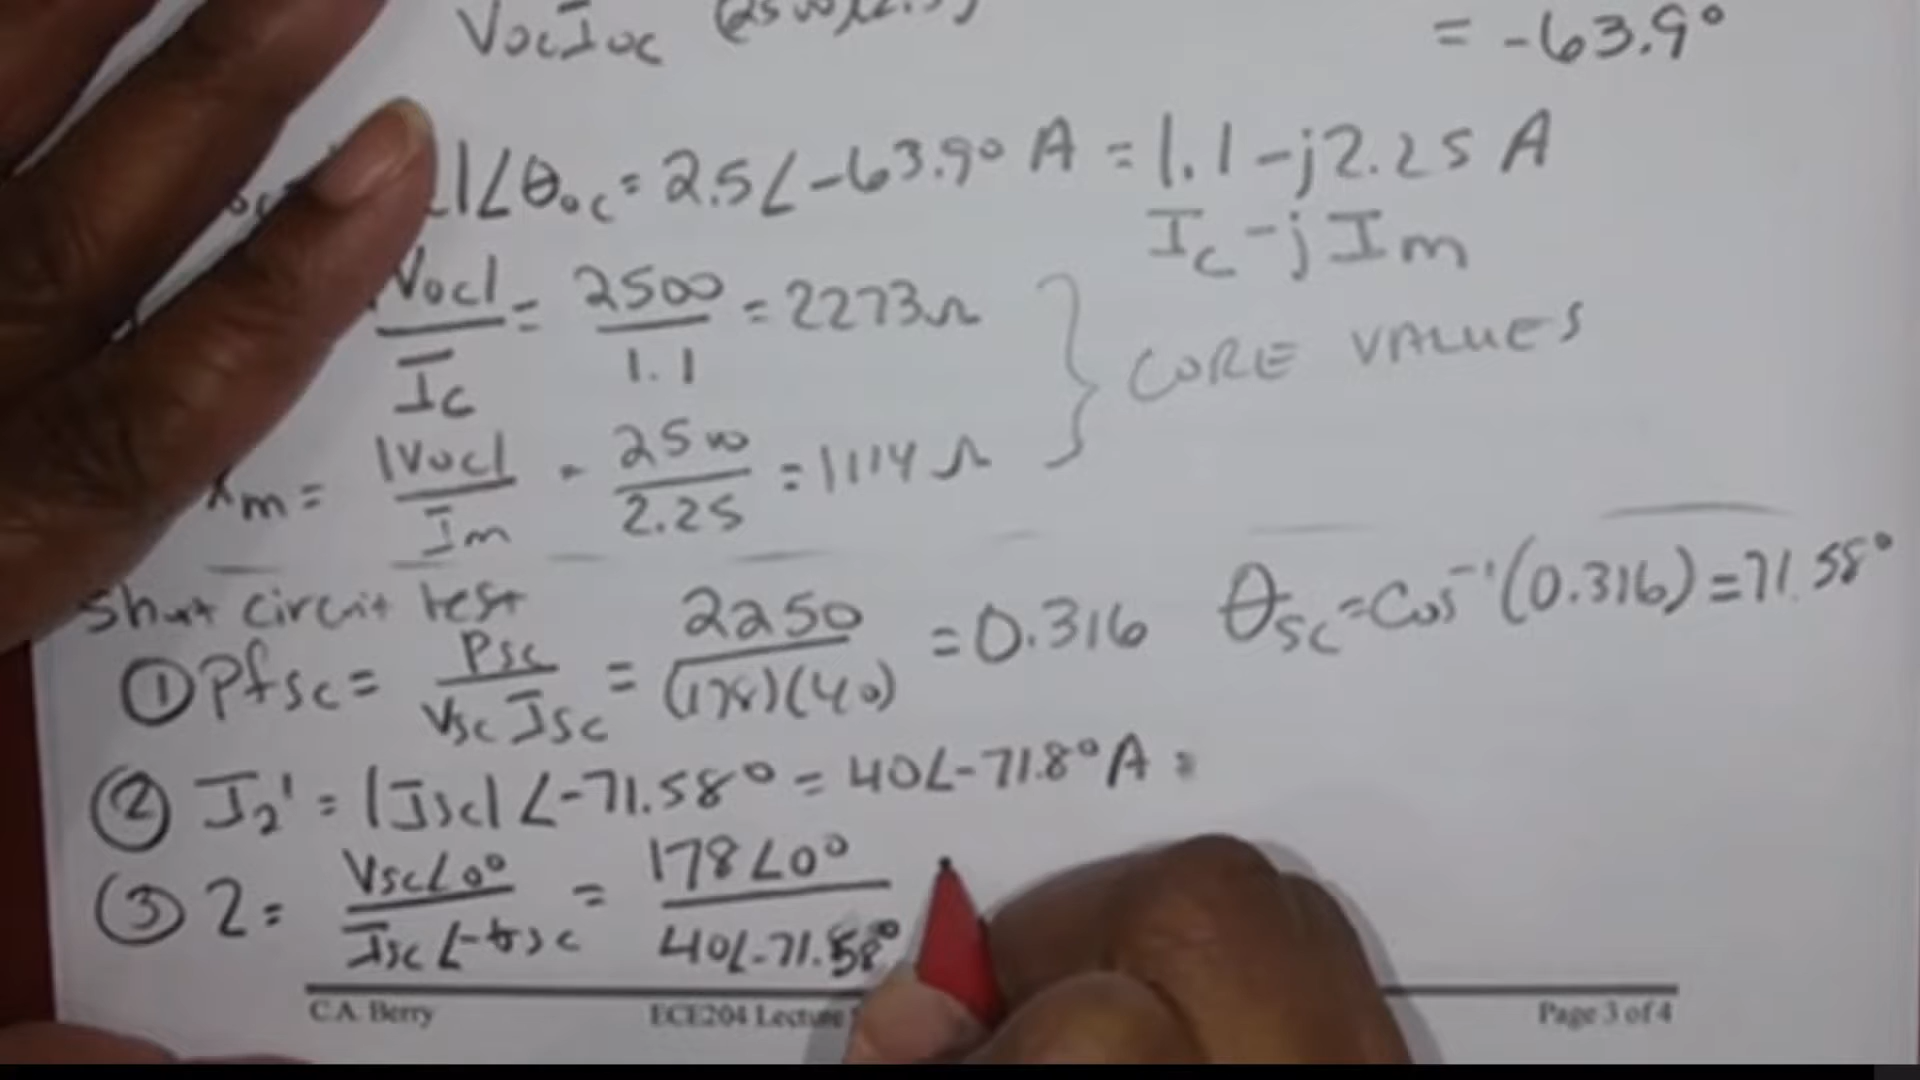 VocIoc
= -63.9°
|∠θoc = 2.5∠-63.9° A = 1.1 - j2.25 A
Ic - jIm
|Voc| / Ic = 2500 / 1.1 = 2273Ω
} CORE VALUES
Xm = |Voc| / Im = 2500 / 2.25 = 1114Ω
Short circuit test
① Pfsc = Psc / VscIsc = 2250 / (178)(40) = 0.316 θsc = Cos⁻¹(0.316) = 71.58°
② I2' = |Isc|∠-71.58° = 40∠-71.8° A =
③ Z = Vsc∠0° / Isc∠-θsc = 178∠0° / 40∠-71.58°
C.A. Berry ECE204 Lecture Page 3 of 4